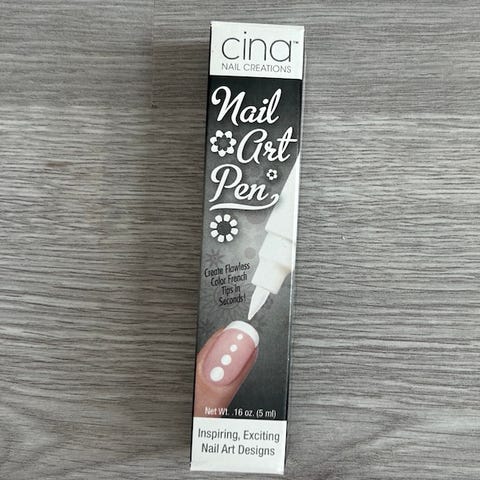 cina™
NAIL CREATIONS
Nail
Art
Pen
Create Flawless
Color French
Tips in
Seconds!
Net Wt. .16 oz. (5 ml)
Inspiring, Exciting
Nail Art Designs